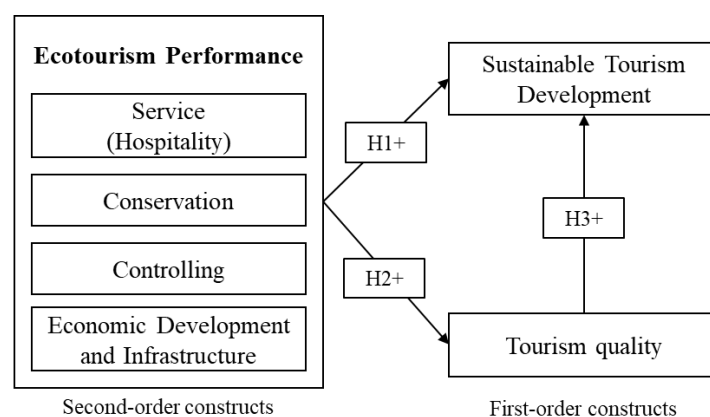 Ecotourism Performance
Service
(Hospitality)
Conservation
Controlling
Economic Development
and Infrastructure
Second-order constructs
H1+
H2+
Sustainable Tourism
Development
H3+
Tourism quality
First-order constructs